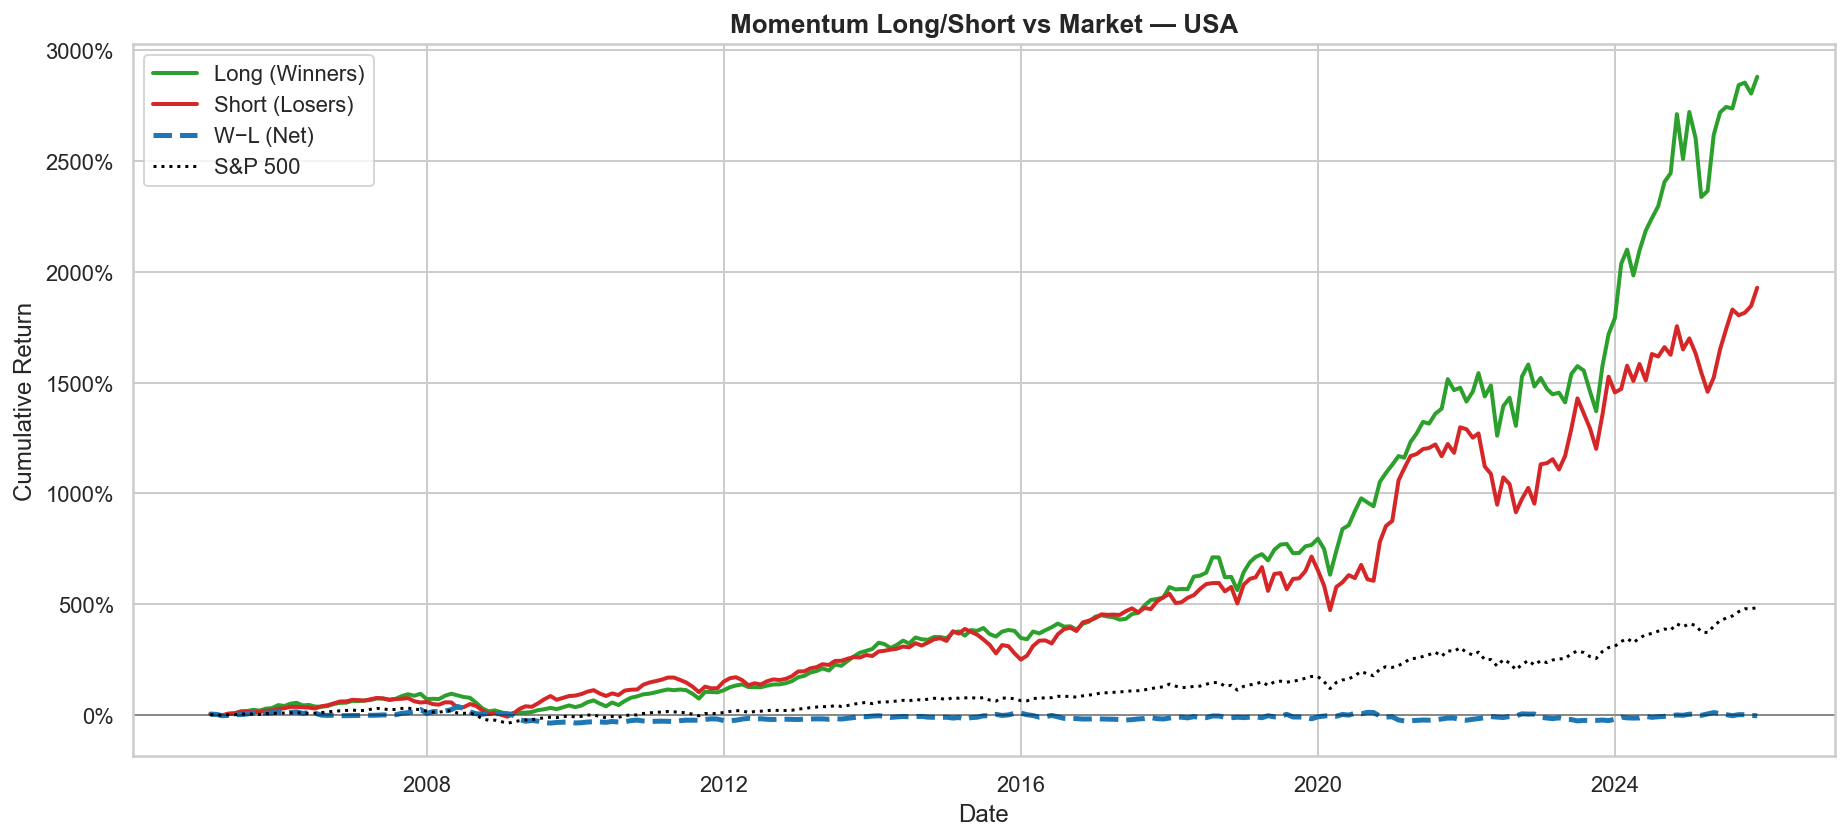 Momentum Long/Short vs Market — USA
3000%
2500%
2000%
1500%
1000%
500%
0%
Cumulative Return
Long (Winners)
Short (Losers)
W−L (Net)
S&P 500
2008
2012
2016
2020
2024
Date